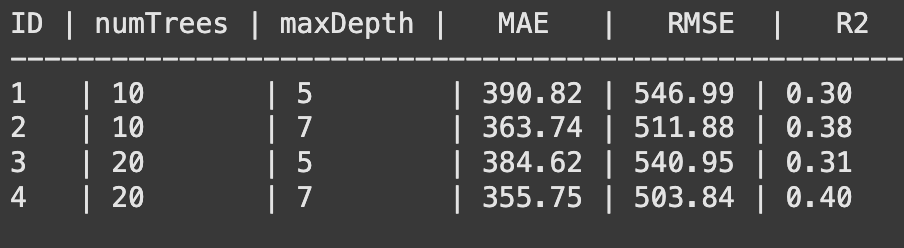 ID | numTrees | maxDepth |   MAE   |   RMSE  |   R2
-----------------------------------------------------
1   | 10       | 5        | 390.82 | 546.99 | 0.30
2   | 10       | 7        | 363.74 | 511.88 | 0.38
3   | 20       | 5        | 384.62 | 540.95 | 0.31
4   | 20       | 7        | 355.75 | 503.84 | 0.40